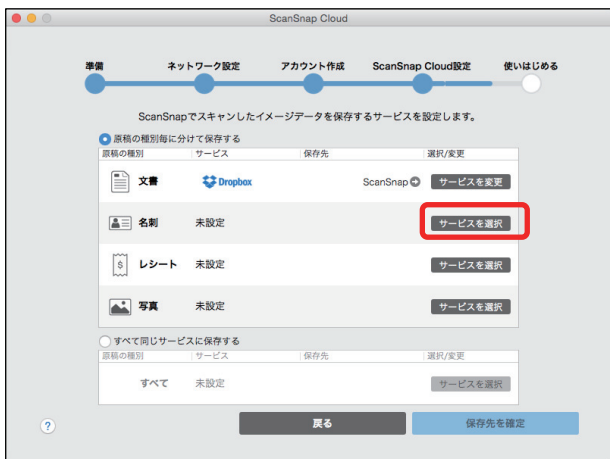 ScanSnap Cloud
準備 ネットワーク設定 アカウント作成 ScanSnap Cloud設定 使いはじめる
ScanSnapでスキャンしたイメージデータを保存するサービスを設定します。
原稿の種別毎に分けて保存する
原稿の種別 サービス 保存先 選択/変更
文書 Dropbox ScanSnap サービスを変更
名刺 未設定 サービスを選択
レシート 未設定 サービスを選択
写真 未設定 サービスを選択
すべて同じサービスに保存する
原稿の種別 サービス 保存先 選択/変更
すべて 未設定 サービスを選択
? 戻る 保存先を確定